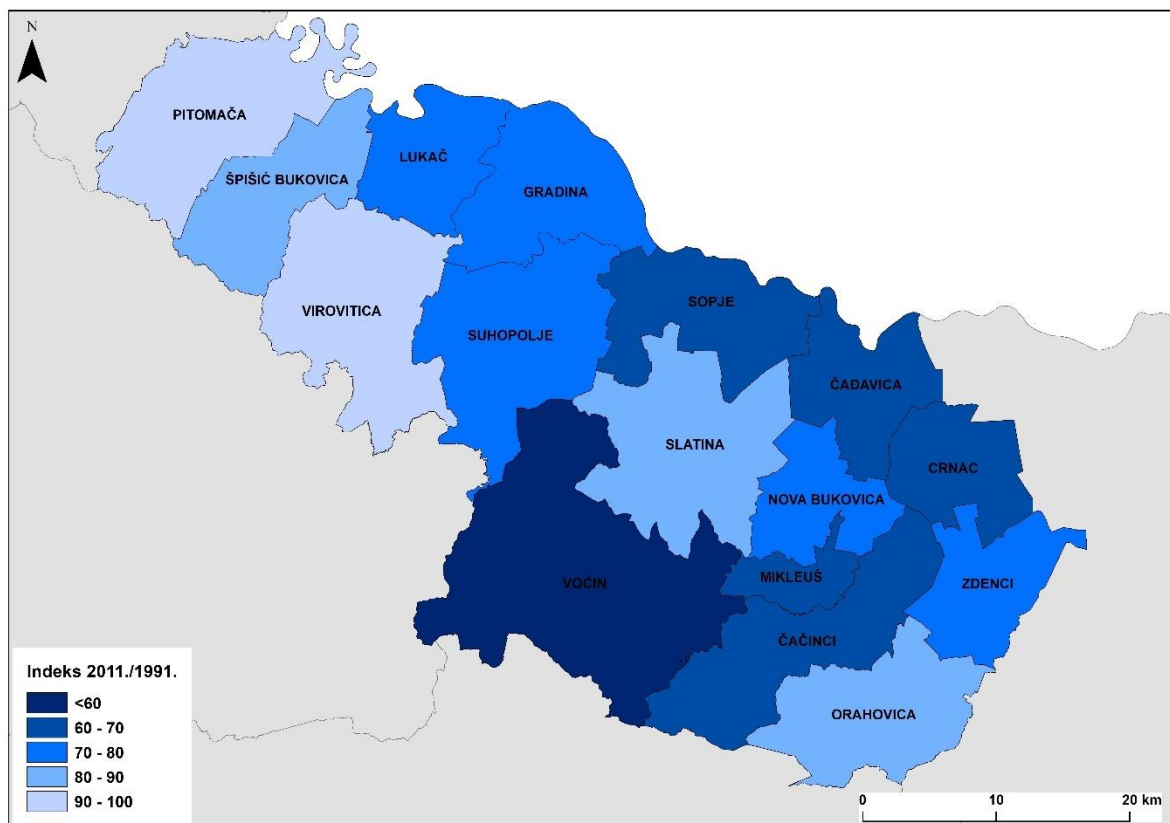 N
PITOMAČA
LUKAČ
ŠPIŠIĆ BUKOVICA
GRADINA
VIROVITICA
SOPJE
SUHOPOLJE
ČAĐAVICA
SLATINA
CRNAC
NOVA BUKOVICA
MIKLEUŠ
VOĆIN
ZDENCI
ČAČINCI
ORAHOVICA
Indeks 2011./1991.
<60
60 - 70
70 - 80
80 - 90
90 - 100
0 10 20 km